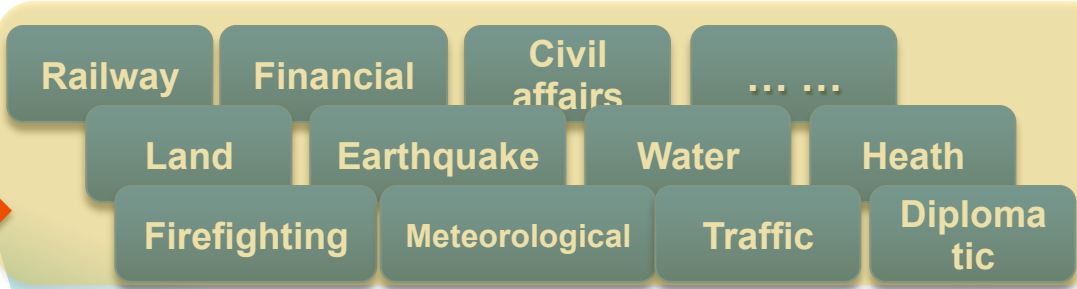 Railway
Financial
Civil
affairs
... ...
Land
Earthquake
Water
Heath
Firefighting
Meteorological
Traffic
Diploma
tic